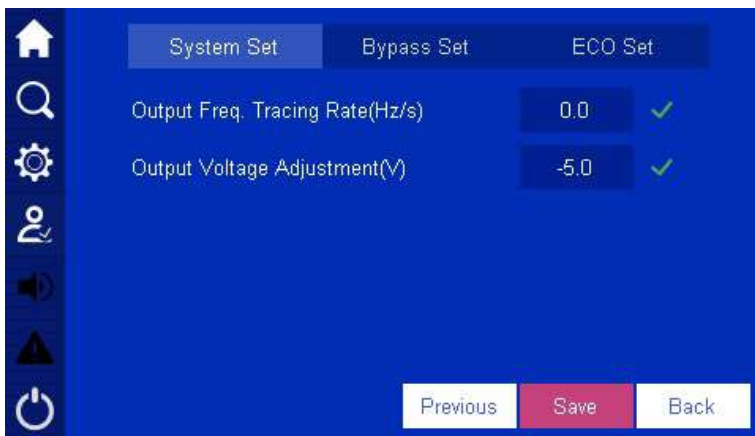 System Set Bypass Set ECO Set
Output Freq. Tracing Rate(Hz/s) 0.0
Output Voltage Adjustment(V) -5.0
Previous Save Back